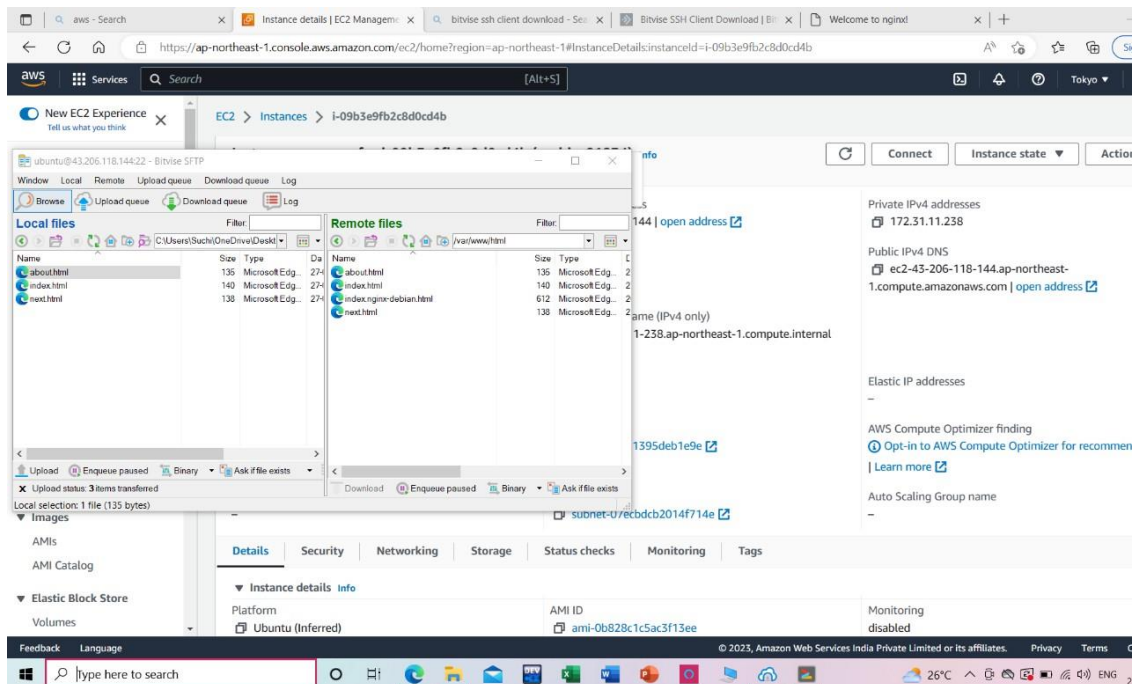 aws - Search
Instance details | EC2 Manageme
bitvise ssh client download - Sea
Bitvise SSH Client Download | Bit
Welcome to nginx!
https://ap-northeast-1.console.aws.amazon.com/ec2/home?region=ap-northeast-1#InstanceDetails:instanceId=i-09b3e9fb2c8d0cd4b
aws Services Search [Alt+S] Tokyo
New EC2 Experience
Tell us what you think
EC2 > Instances > i-09b3e9fb2c8d0cd4b
nfo
Connect Instance state Action
ubuntu@43.206.118.144:22 - Bitvise SFTP
Window Local Remote Upload queue Download queue Log
Browse Upload queue Download queue Log
Local files Filter:
C:\Users\Suchi\OneDrive\Deskt
Name Size Type Da
about.html 135 Microsoft Edg... 27-
index.html 140 Microsoft Edg... 27-
next.html 138 Microsoft Edg... 27-
Upload Enqueue paused Binary Ask if file exists
Upload status: 3 items transferred
Local selection: 1 file (135 bytes)
Remote files Filter:
/var/www/html
Name Size Type
about.html 135 Microsoft Edg... 2
index.html 140 Microsoft Edg... 2
index.nginx-debian.html 612 Microsoft Edg... 2
next.html 138 Microsoft Edg... 2
Download Enqueue paused Binary Ask if file exists
144 | open address
ame (IPv4 only)
1-238.ap-northeast-1.compute.internal
1395deb1e9e
subnet-07ecbdcb2014f714e
Private IPv4 addresses
172.31.11.238
Public IPv4 DNS
ec2-43-206-118-144.ap-northeast-
1.compute.amazonaws.com | open address
Elastic IP addresses
–
AWS Compute Optimizer finding
Opt-in to AWS Compute Optimizer for recommen
| Learn more
Auto Scaling Group name
–
Images
AMIs
AMI Catalog
Elastic Block Store
Volumes
–
Details Security Networking Storage Status checks Monitoring Tags
Instance details Info
Platform
Ubuntu (Inferred)
AMI ID
ami-0b828c1c5ac3f13ee
Monitoring
disabled
Feedback Language © 2023, Amazon Web Services India Private Limited or its affiliates. Privacy Terms
Type here to search 26°C ENG